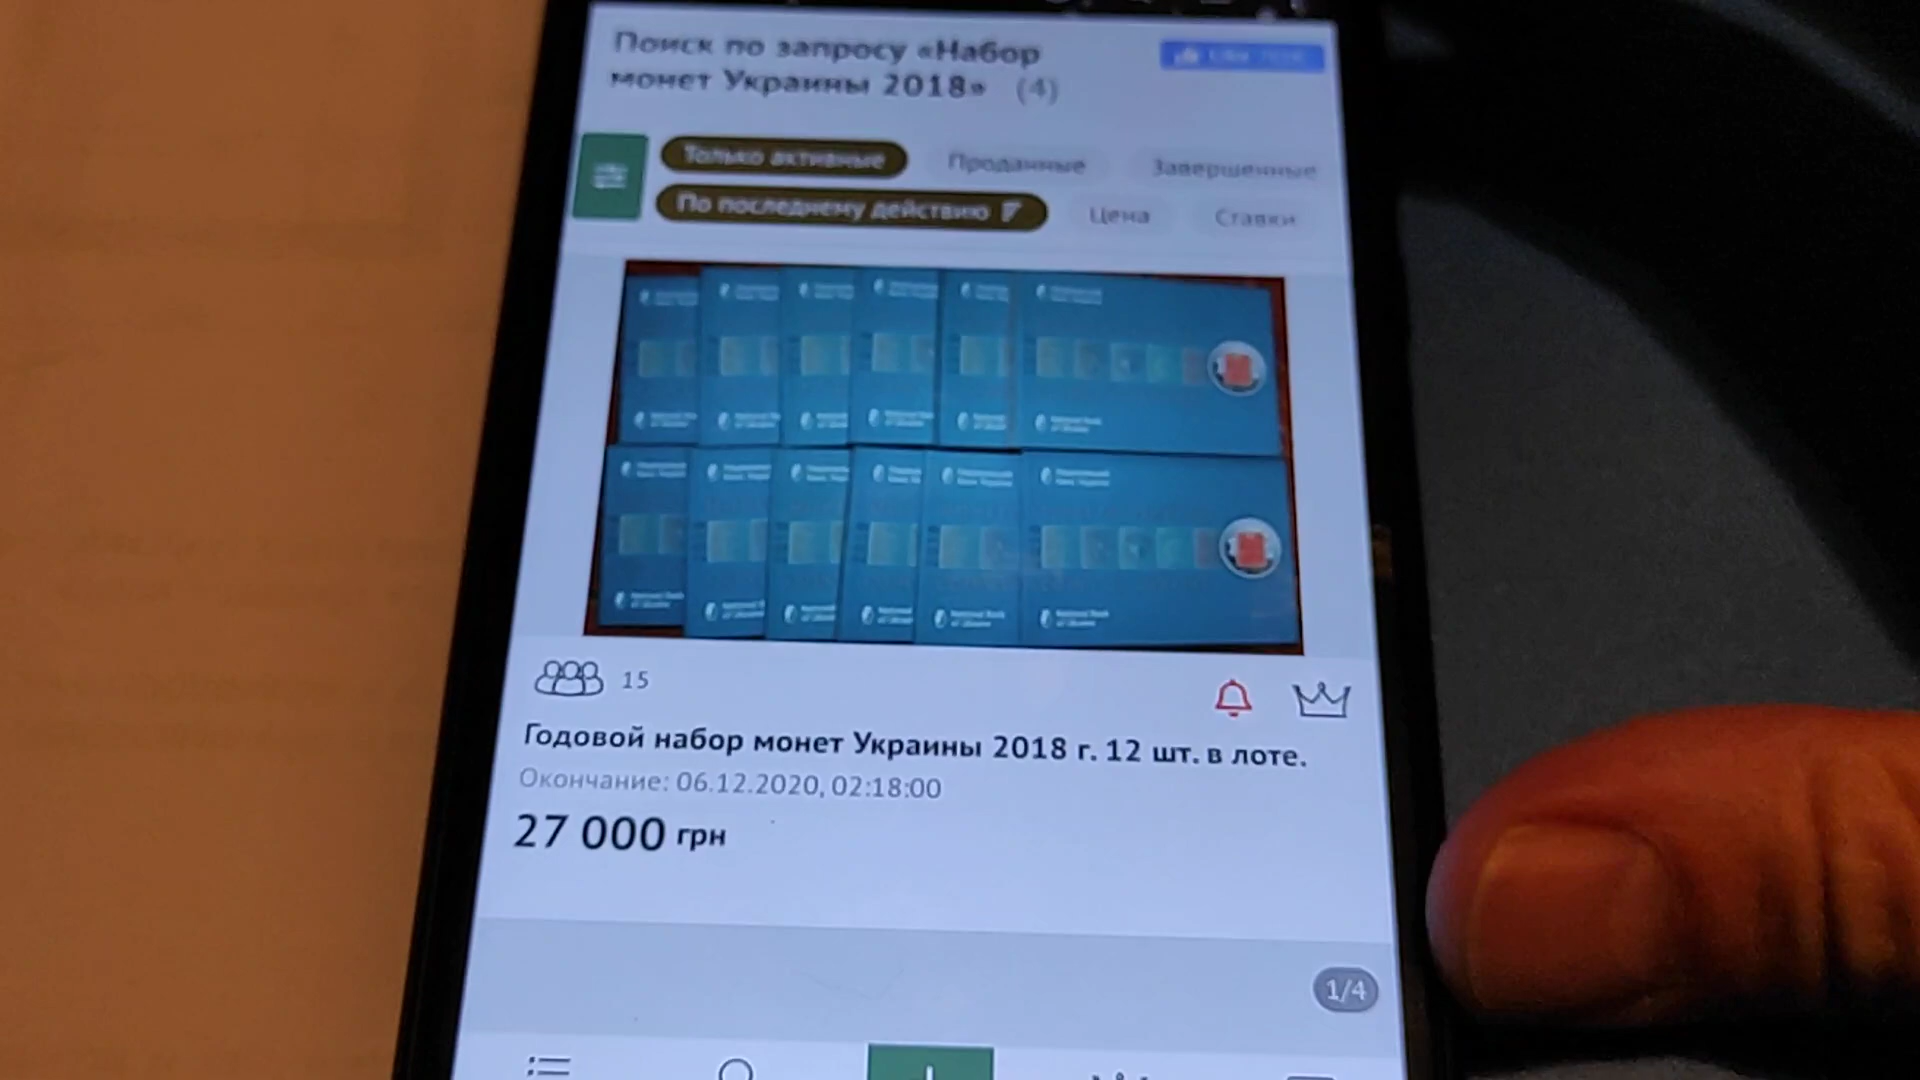 Поиск по запросу «Набор
монет Украины 2018» (4)
Только активные Проданные Завершенные
По последнему действию Цена Ставки
15
Годовой набор монет Украины 2018 г. 12 шт. в лоте.
Окончание: 06.12.2020, 02:18:00
27 000 грн
1/4